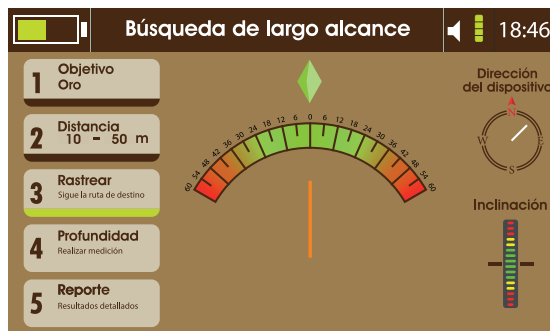 Búsqueda de largo alcance
18:46
1 Objetivo
Oro
2 Distancia
10 - 50 m
3 Rastrear
Sigue la ruta de destino
4 Profundidad
Realizar medición
5 Reporte
Resultados detallados
60 54 48 42 36 30 24 18 12 6 0 6 12 18 24 30 36 42 48 54 60
Dirección
del dispositivo
N
W E
S
Inclinación